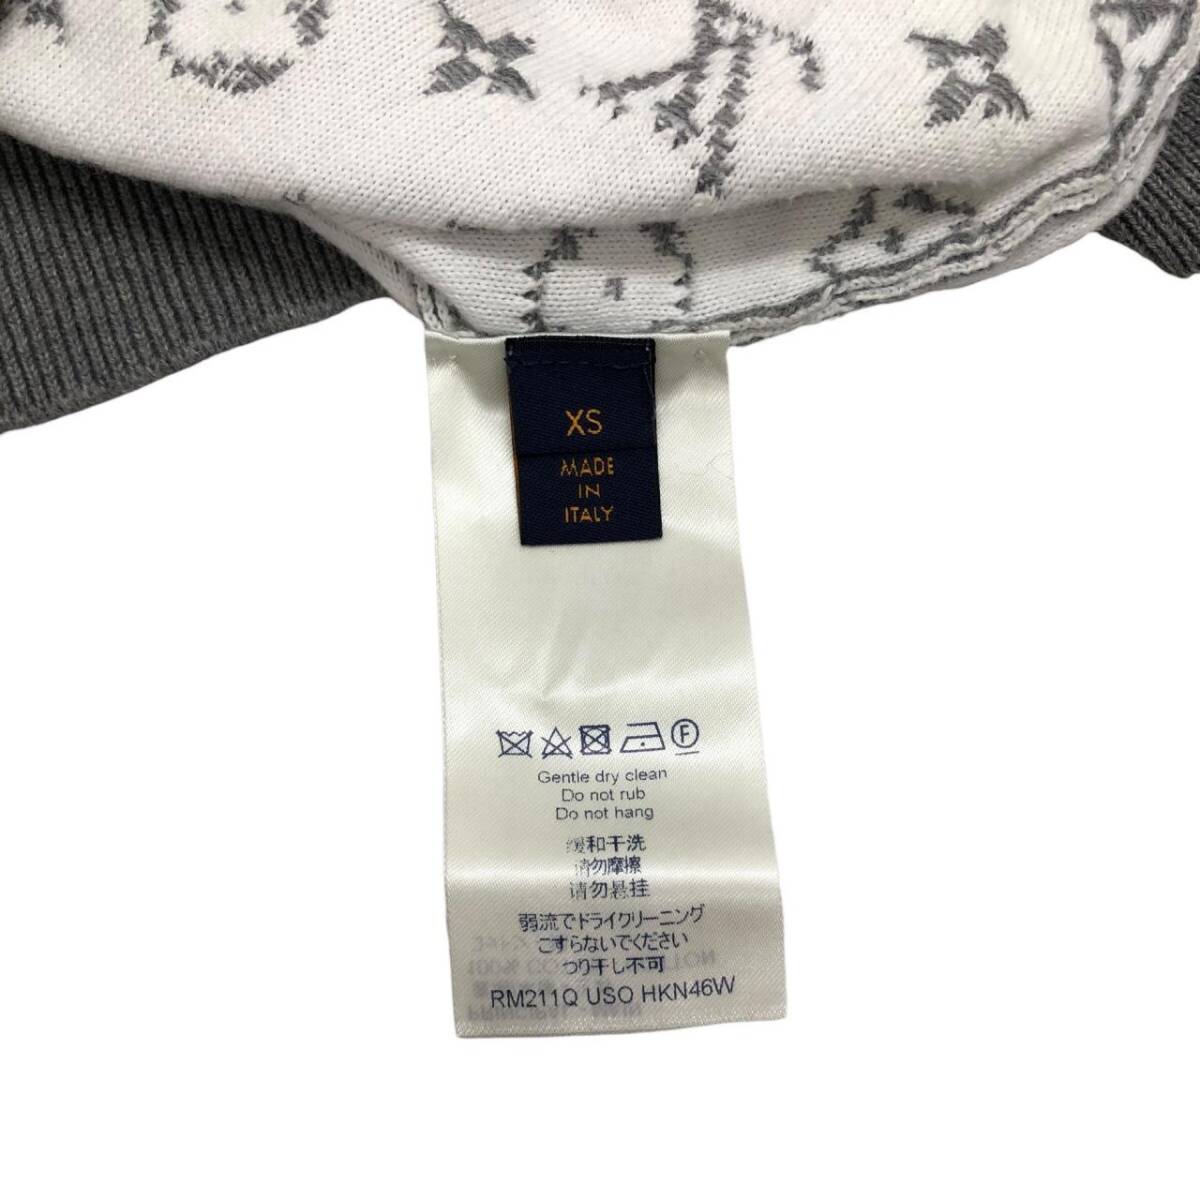 XS
MADE
IN
ITALY
F
Gentle dry clean
Do not rub
Do not hang
缓和干洗
请勿摩擦
请勿悬挂
弱流でドライクリーニング
こすらないでください
つり干し不可
RM211Q USO HKN46W